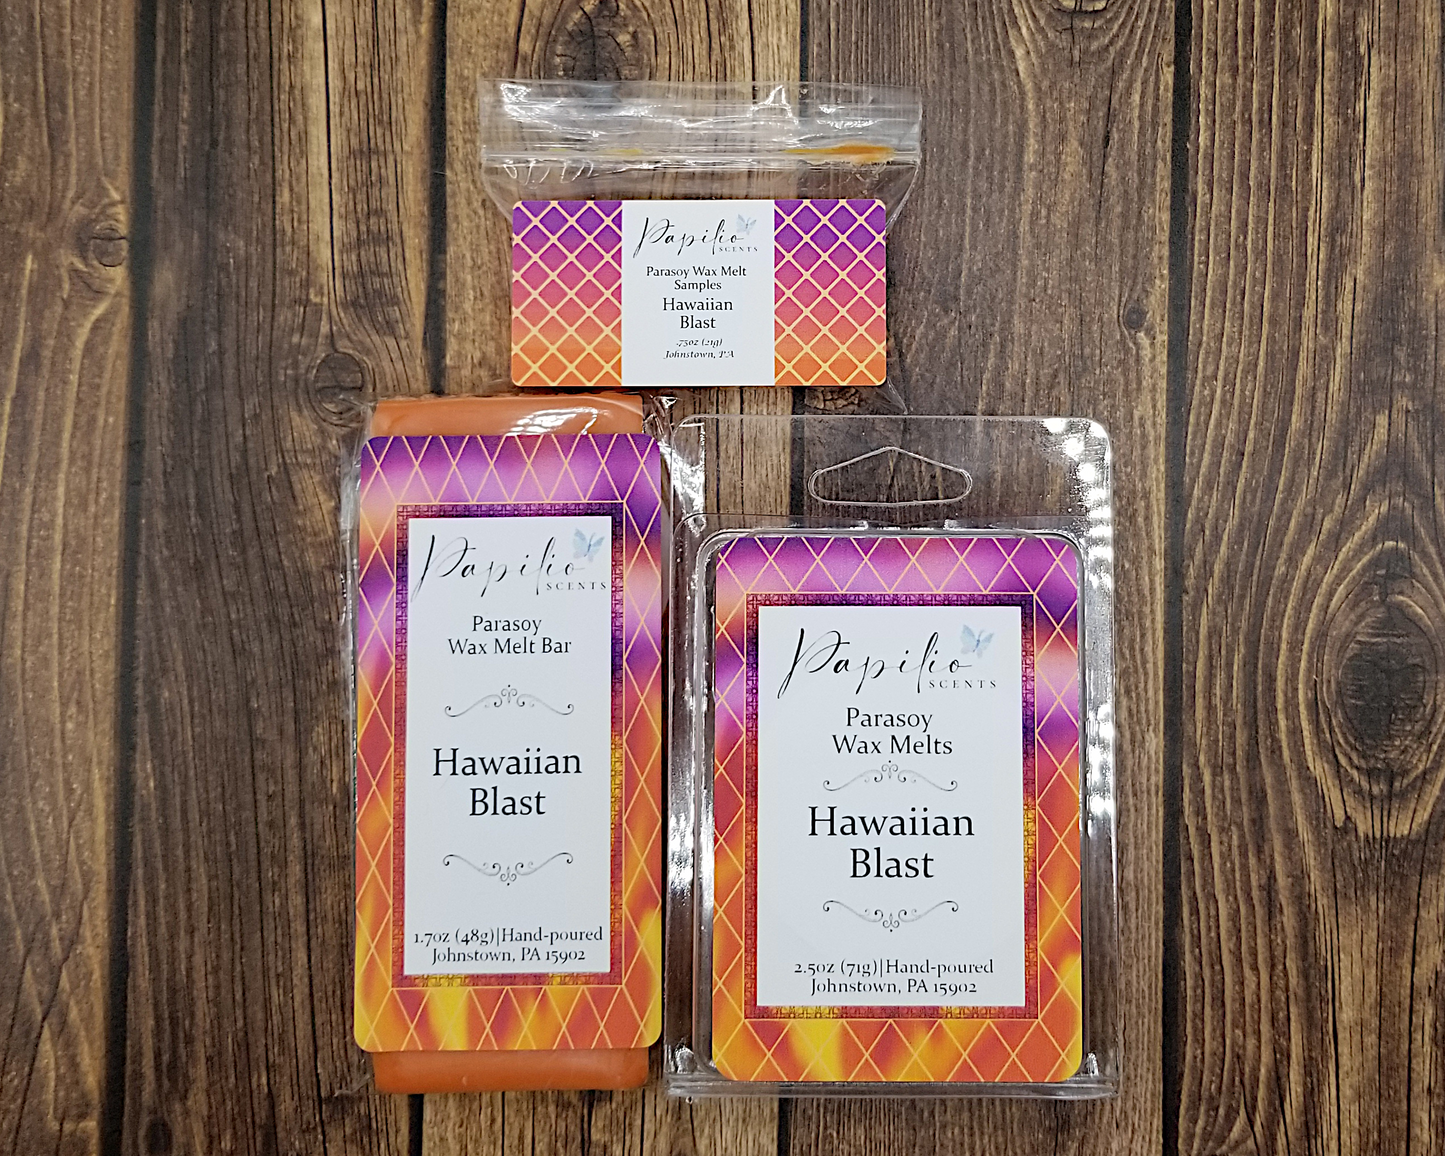 Papilio
SCENTS
Parasoy Wax Melt
Samples
Hawaiian
Blast
.75oz (21g)
Johnstown, PA
Papilio
SCENTS
Parasoy
Wax Melt Bar
Hawaiian
Blast
1.7oz (48g)|Hand-poured
Johnstown, PA 15902
Papilio
SCENTS
Parasoy
Wax Melts
Hawaiian
Blast
2.5oz (71g)|Hand-poured
Johnstown, PA 15902